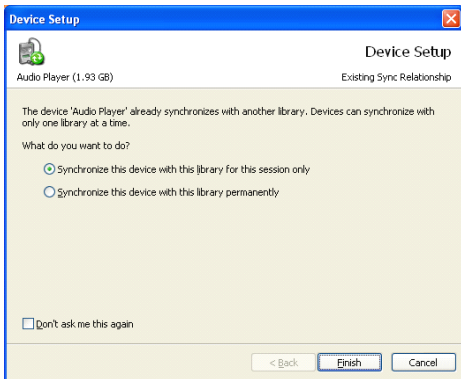 Device Setup
Device Setup
Audio Player (1.93 GB)
Existing Sync Relationship
The device 'Audio Player' already synchronizes with another library. Devices can synchronize with
only one library at a time.
What do you want to do?
Synchronize this device with this library for this session only
Synchronize this device with this library permanently
Don't ask me this again
< Back
Finish
Cancel